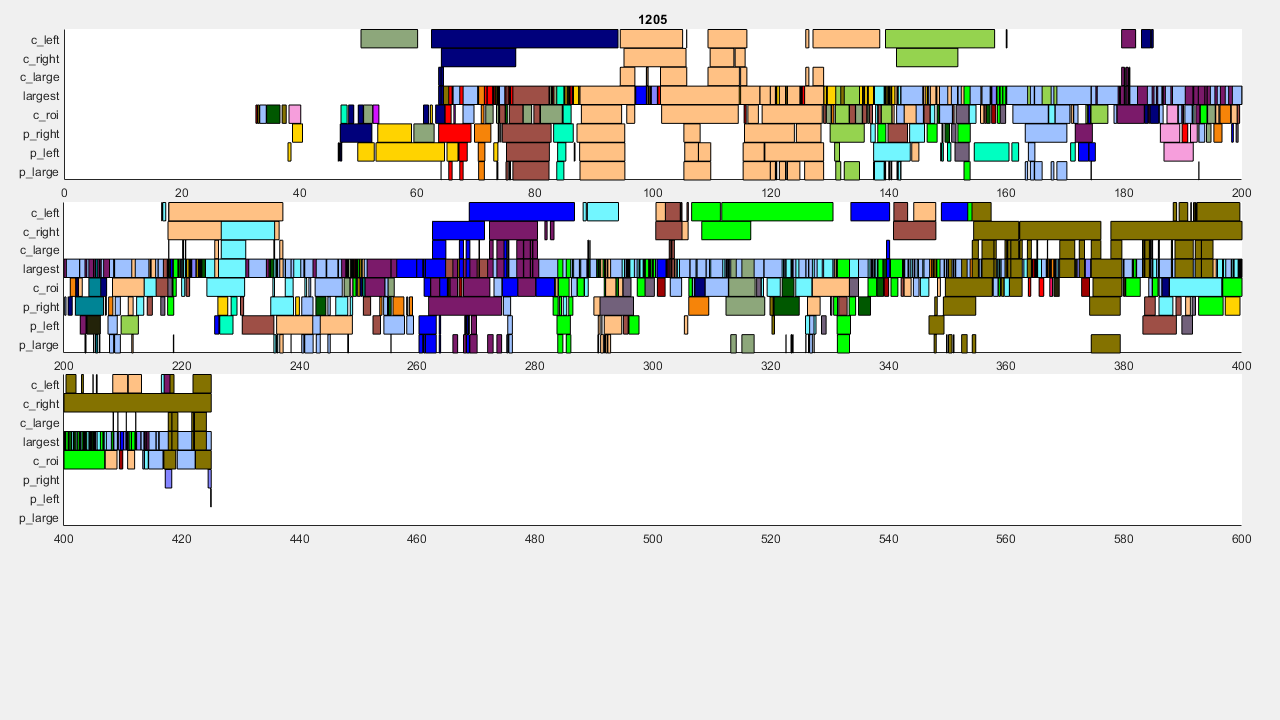 1205
c_left
c_right
c_large
largest
c_roi
p_right
p_left
p_large
0 20 40 60 80 100 120 140 160 180 200
c_left
c_right
c_large
largest
c_roi
p_right
p_left
p_large
200 220 240 260 280 300 320 340 360 380 400
c_left
c_right
c_large
largest
c_roi
p_right
p_left
p_large
400 420 440 460 480 500 520 540 560 580 600